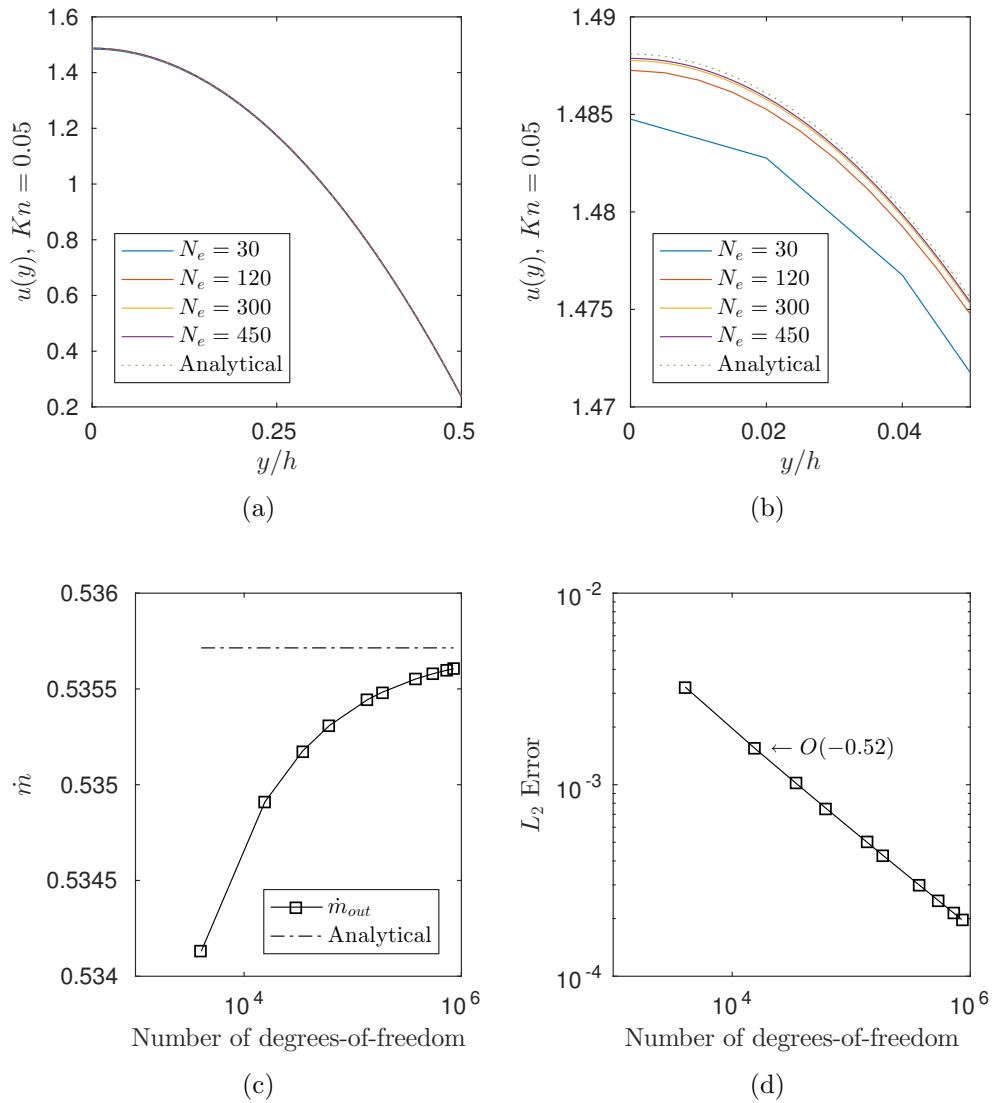 1.6
1.4
1.2
1
0.8
0.6
0.4
0.2
u(y), Kn = 0.05
N_e = 30
N_e = 120
N_e = 300
N_e = 450
Analytical
0 0.25 0.5
y/h
(a)
1.49
1.485
1.48
1.475
1.47
u(y), Kn = 0.05
N_e = 30
N_e = 120
N_e = 300
N_e = 450
Analytical
0 0.02 0.04
y/h
(b)
0.536
0.5355
0.535
0.5345
0.534
ṁ
ṁ_{out}
Analytical
10^4 10^6
Number of degrees-of-freedom
(c)
10^{-2}
10^{-3}
10^{-4}
L_2 Error
← O(−0.52)
10^4 10^6
Number of degrees-of-freedom
(d)